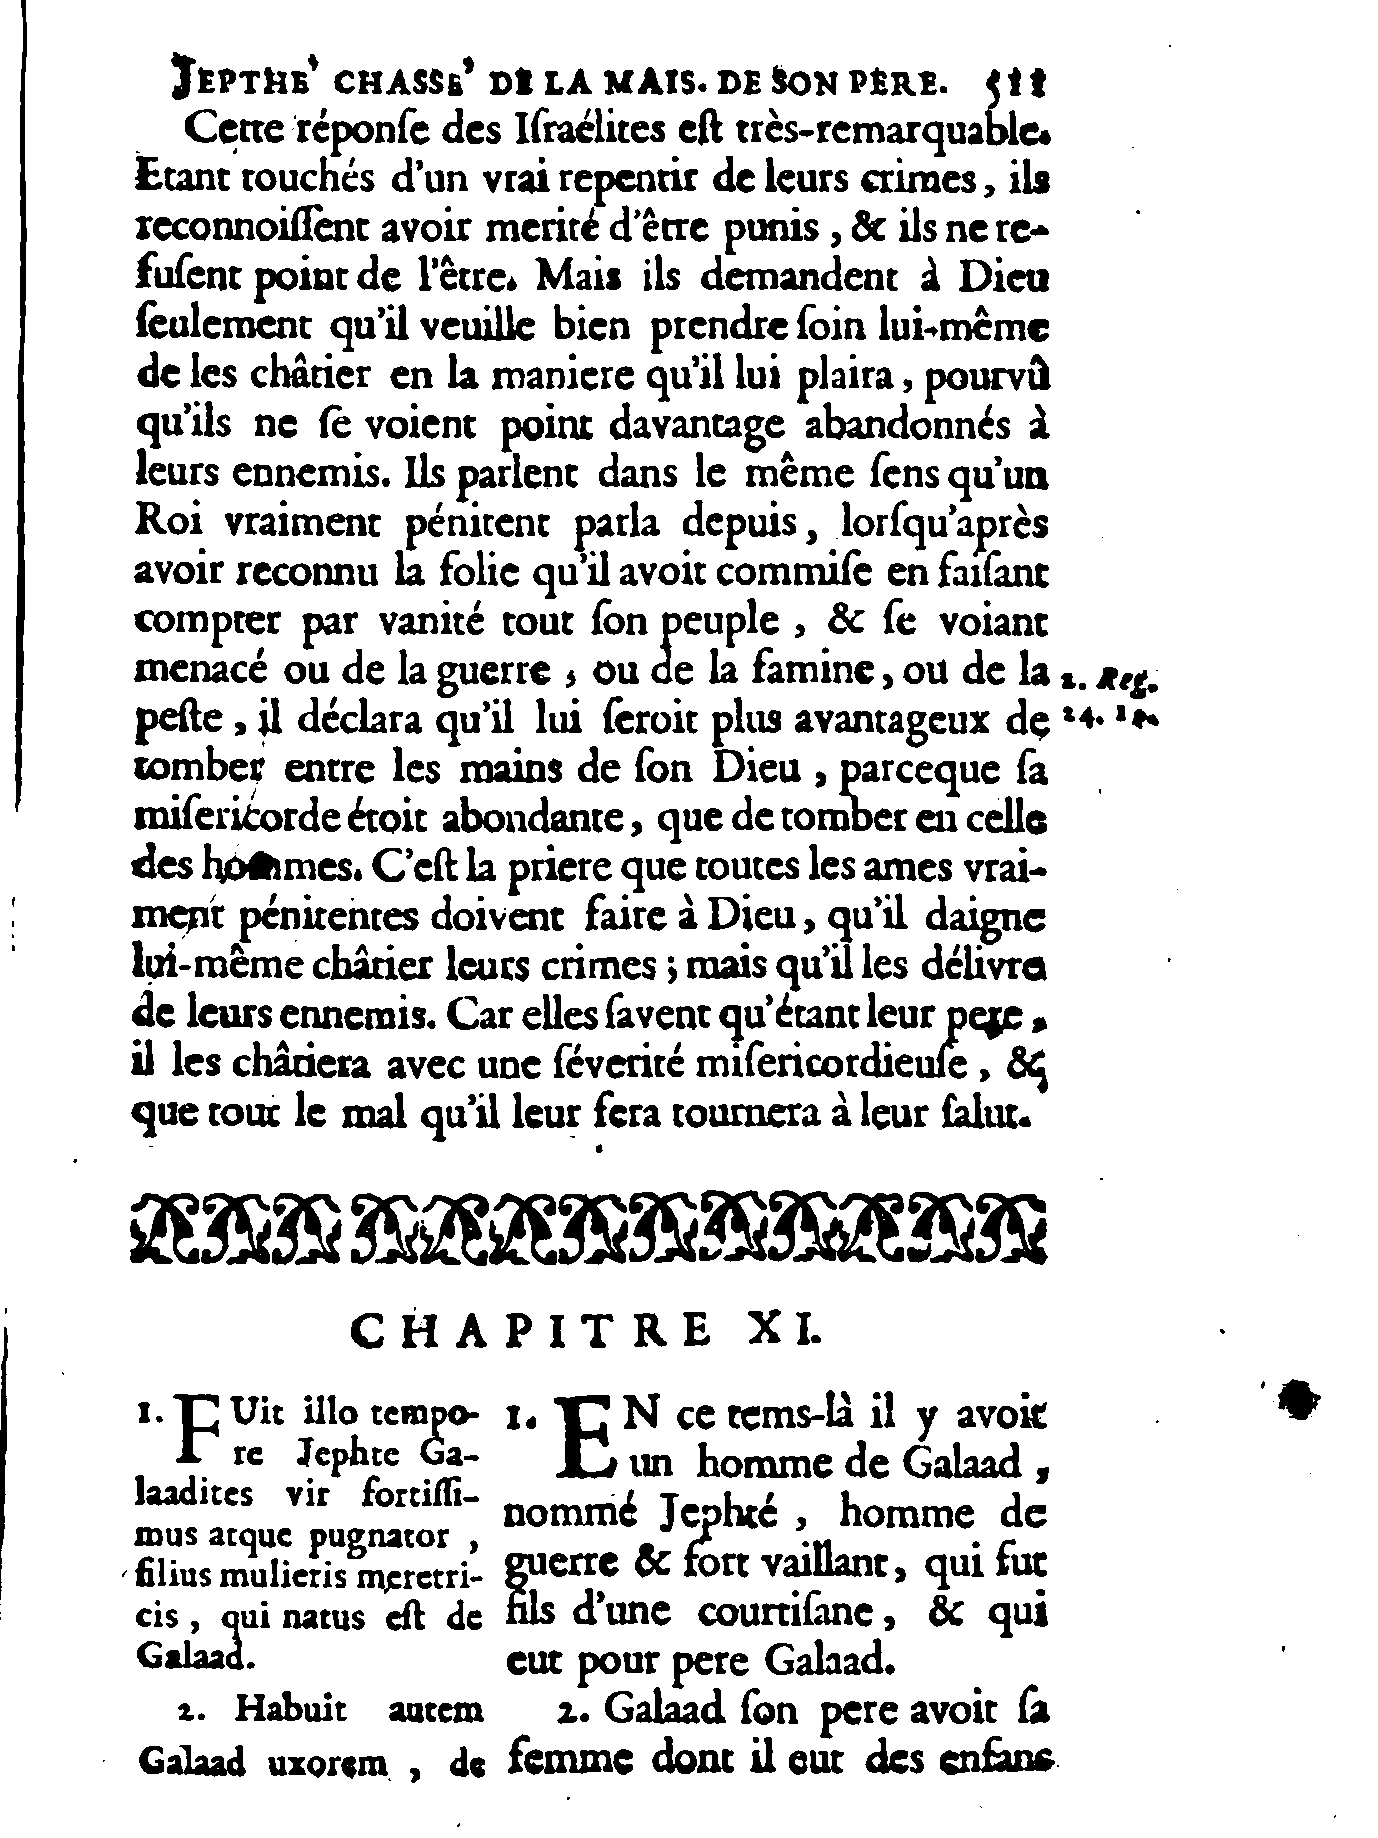 JEPTHE' CHASSE' DE LA MAIS. DE SON PERE. 511
Cette réponſe des Iſraélites eſt très-remarquable.
Etant touchés d'un vrai repentir de leurs crimes, ils
reconnoiſſent avoir merité d'être punis, & ils ne re-
fuſent point de l'être. Mais ils demandent à Dieu
ſeulement qu'il veuille bien prendre ſoin lui-même
de les châtier en la maniere qu'il lui plaira, pourvû
qu'ils ne ſe voient point davantage abandonnés à
leurs ennemis. Ils parlent dans le même ſens qu'un
Roi vraiment pénitent parla depuis, lorſqu'après
avoir reconnu la folie qu'il avoit commiſe en faiſant
compter par vanité tout ſon peuple, & ſe voiant
menacé ou de la guerre, ou de la famine, ou de la
2. Reg.
peſte, il déclara qu'il lui ſeroit plus avantageux de
24. 14.
tomber entre les mains de ſon Dieu, parceque ſa
miſericorde étoit abondante, que de tomber en celle
des hommes. C'eſt la priere que toutes les ames vrai-
ment pénitentes doivent faire à Dieu, qu'il daigne
lui-même châtier leurs crimes; mais qu'il les délivre
de leurs ennemis. Car elles ſavent qu'étant leur pere,
il les châtiera avec une ſéverité miſericordieuſe, &
que tout le mal qu'il leur fera tournera à leur ſalut.
CHAPITRE XI.
1. FUit illo tempo-
re Jephte Ga-
laadites vir fortiſſi-
mus atque pugnator,
filius mulieris meretri-
cis, qui natus eſt de
Galaad.
2. Habuit autem
Galaad uxorem, de
1. EN ce tems-là il y avoit
un homme de Galaad,
nommé Jephté, homme de
guerre & fort vaillant, qui fut
fils d'une courtiſane, & qui
eut pour pere Galaad.
2. Galaad ſon pere avoit ſa
femme dont il eut des enfans